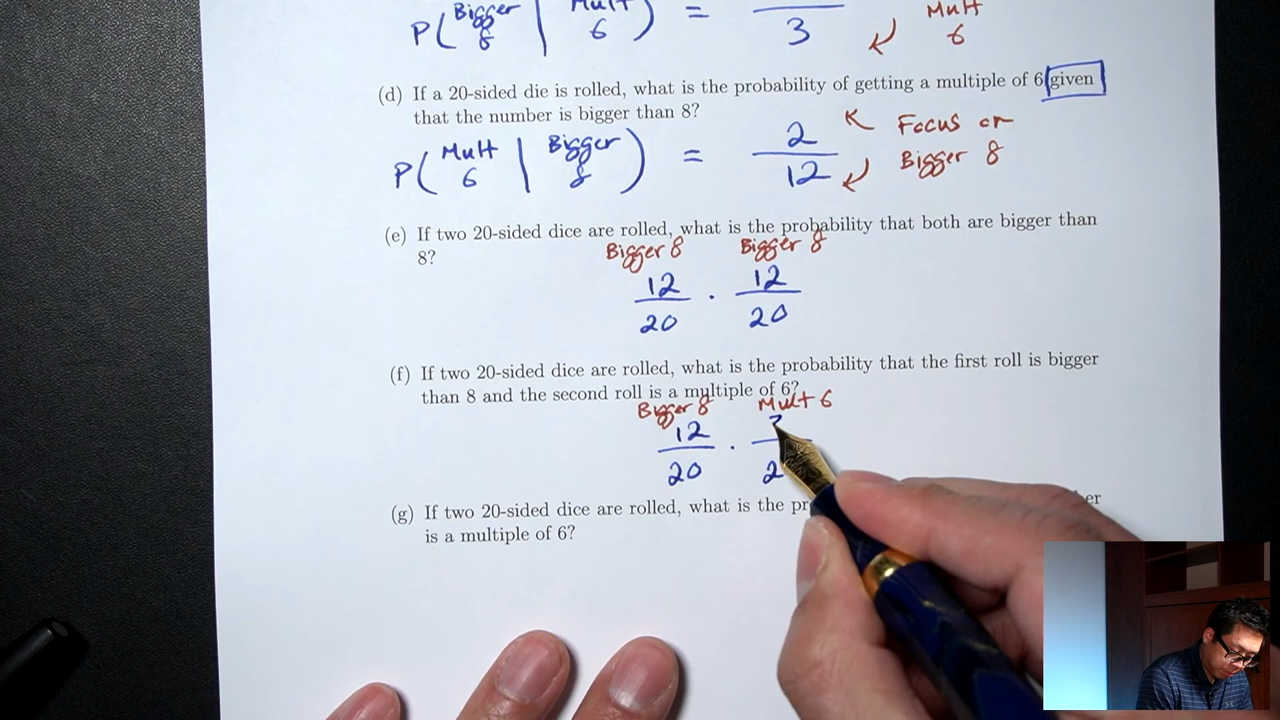 Bigger Mult
P( 8 | 6 ) = 3 Mult 6
(d) If a 20-sided die is rolled, what is the probability of getting a multiple of 6 given
that the number is bigger than 8?
P( Mult 6 | Bigger 8 ) = 2/12 Focus on Bigger 8
(e) If two 20-sided dice are rolled, what is the probability that both are bigger than
8?
Bigger 8 Bigger 8
12 · 12
20 20
(f) If two 20-sided dice are rolled, what is the probability that the first roll is bigger
than 8 and the second roll is a multiple of 6?
Bigger 8 Mult 6
12 ·
20 2
(g) If two 20-sided dice are rolled, what is the
is a multiple of 6?